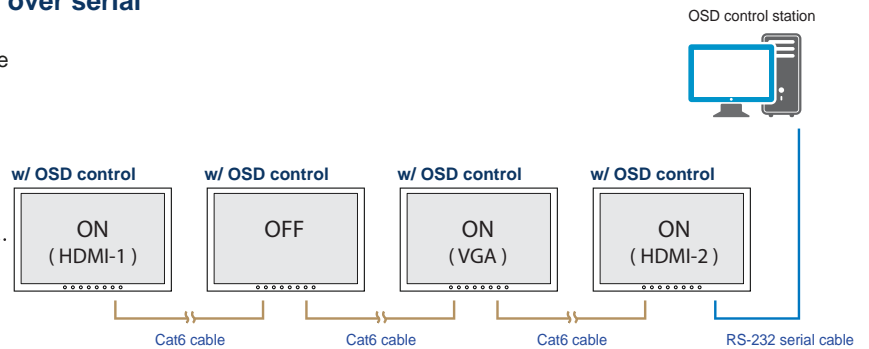 over serial
OSD control station
e
w/ OSD control
w/ OSD control
w/ OSD control
w/ OSD control
ON
( HDMI-1 )
OFF
ON
( VGA )
ON
( HDMI-2 )
.
Cat6 cable
Cat6 cable
Cat6 cable
RS-232 serial cable